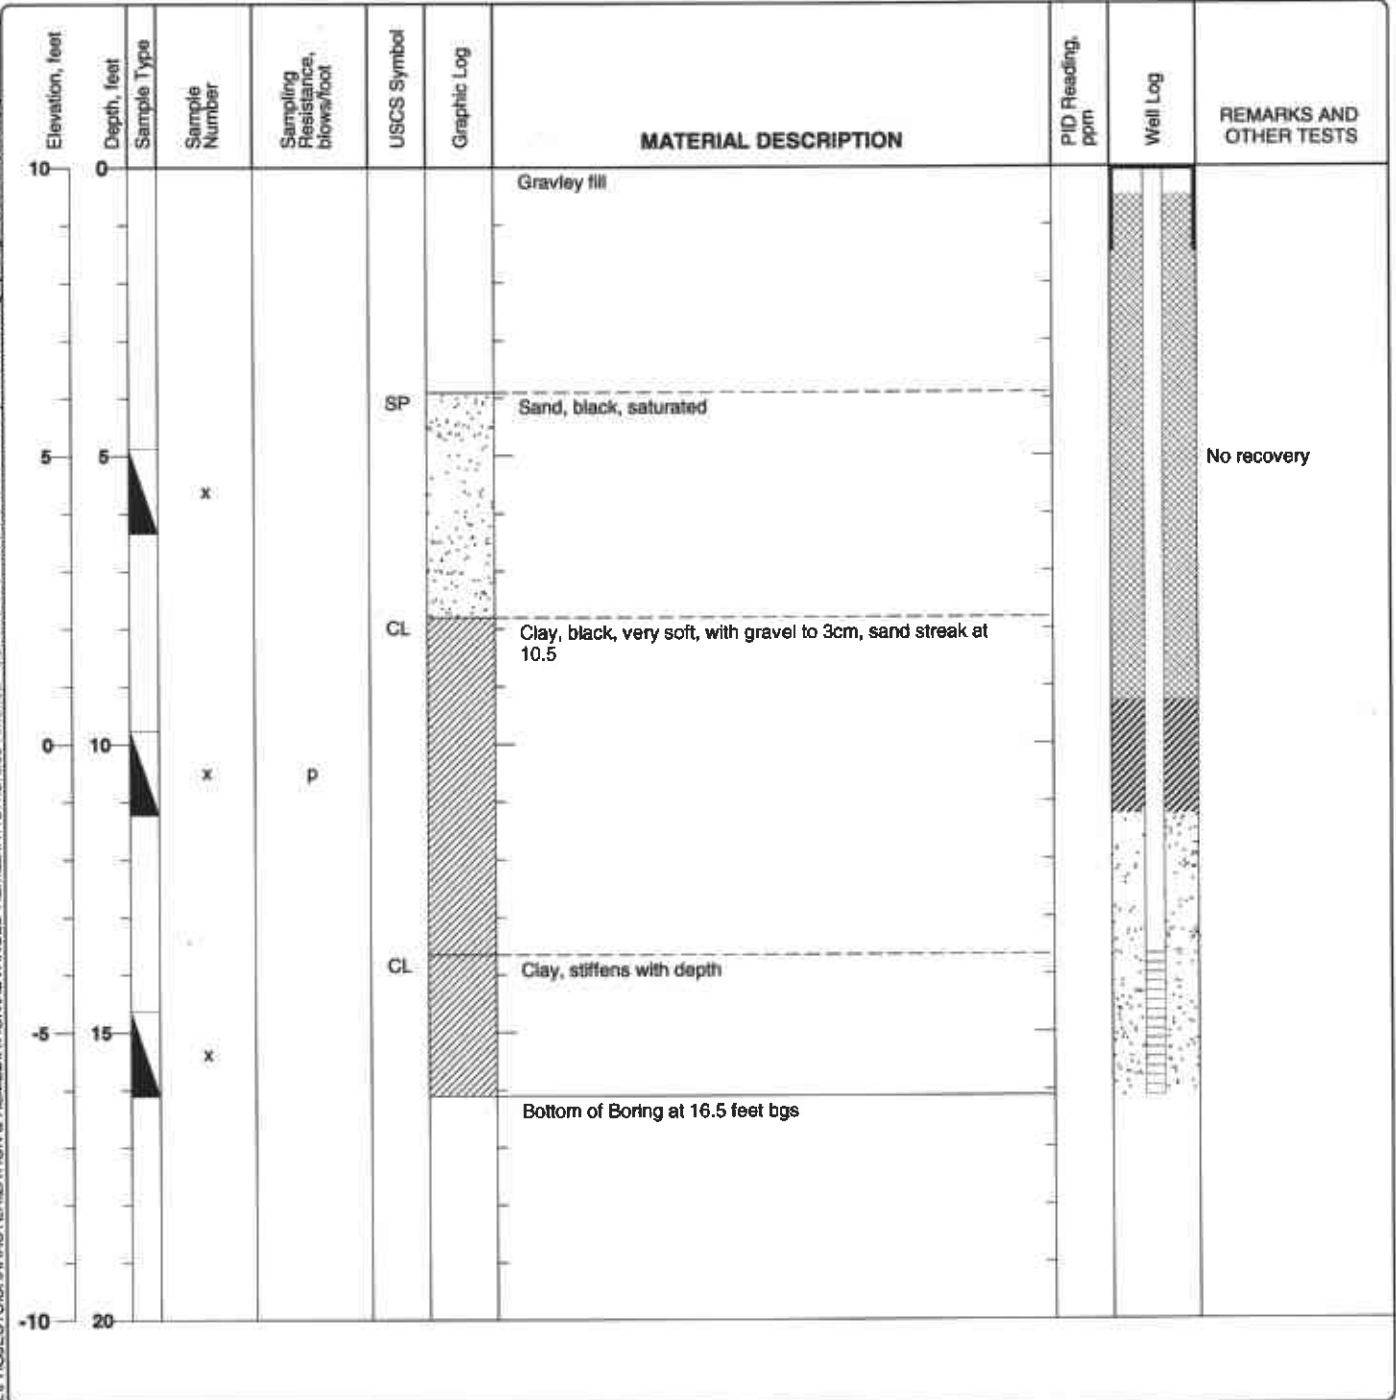 Elevation, feet
Depth, feet
Sample Type
Sample
Number
Sampling
Resistance,
blows/foot
USCS Symbol
Graphic Log
MATERIAL DESCRIPTION
PID Reading,
ppm
Well Log
REMARKS AND
OTHER TESTS
10 0
Gravley fill
SP Sand, black, saturated
5 5 No recovery
x
CL Clay, black, very soft, with gravel to 3cm, sand streak at
10.5
0 10
x p
CL Clay, stiffens with depth
-5 15
x
Bottom of Boring at 16.5 feet bgs
-10 20